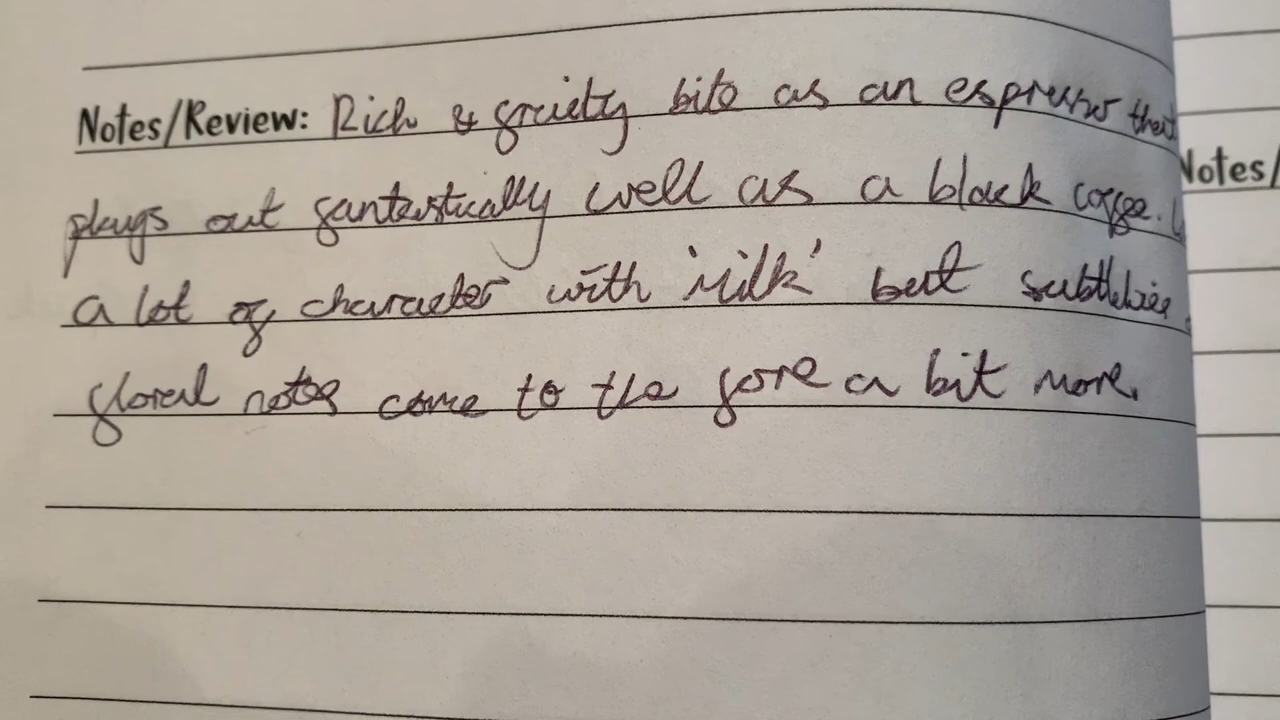 Notes/Review: Rich & fruity bite as an espresso that
plays out fantastically well as a black coffee.
a lot of character with 'milk' but subtleties
floral notes come to the fore a bit more.
Notes/